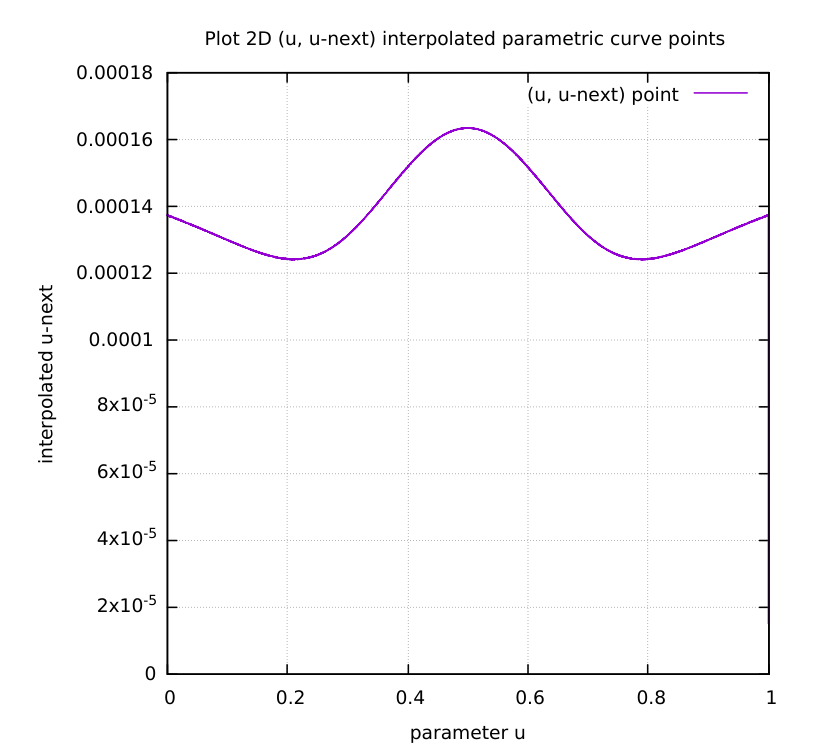 Plot 2D (u, u-next) interpolated parametric curve points
(u, u-next) point
0.00018
0.00016
0.00014
0.00012
0.0001
8x10-5
6x10-5
4x10-5
2x10-5
0
interpolated u-next
0 0.2 0.4 0.6 0.8 1
parameter u